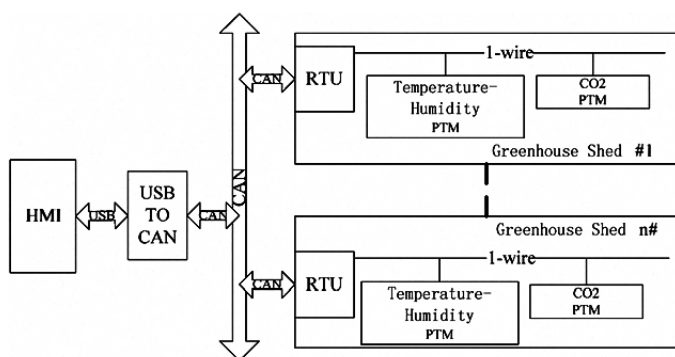 HMI
USB
USB
TO
CAN
CAN
CAN
CAN
RTU
1-wire
Temperature-
Humidity
PTM
CO2
PTM
Greenhouse Shed #1
Greenhouse Shed n#
CAN
RTU
1-wire
Temperature-
Humidity
PTM
CO2
PTM